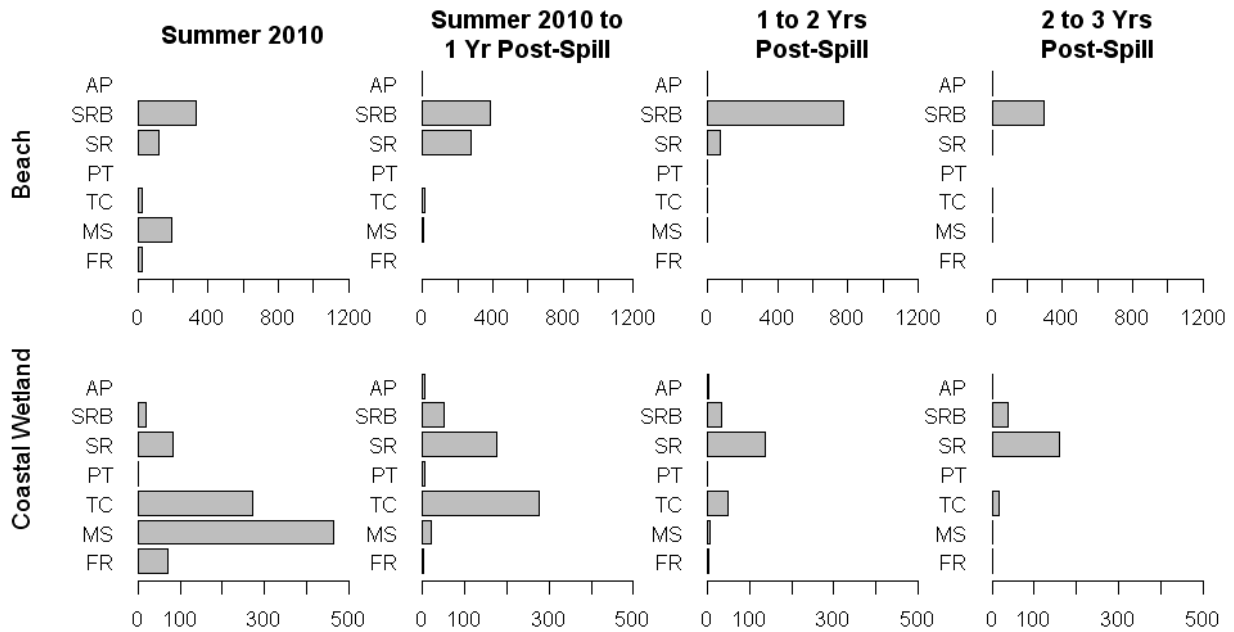 Summer 2010
Summer 2010 to
1 Yr Post-Spill
1 to 2 Yrs
Post-Spill
2 to 3 Yrs
Post-Spill
Beach
AP
SRB
SR
PT
TC
MS
FR
0 400 800 1200
AP
SRB
SR
PT
TC
MS
FR
0 400 800 1200
AP
SRB
SR
PT
TC
MS
FR
0 400 800 1200
AP
SRB
SR
PT
TC
MS
FR
0 400 800 1200
Coastal Wetland
AP
SRB
SR
PT
TC
MS
FR
0 100 300 500
AP
SRB
SR
PT
TC
MS
FR
0 100 300 500
AP
SRB
SR
PT
TC
MS
FR
0 100 300 500
AP
SRB
SR
PT
TC
MS
FR
0 100 300 500